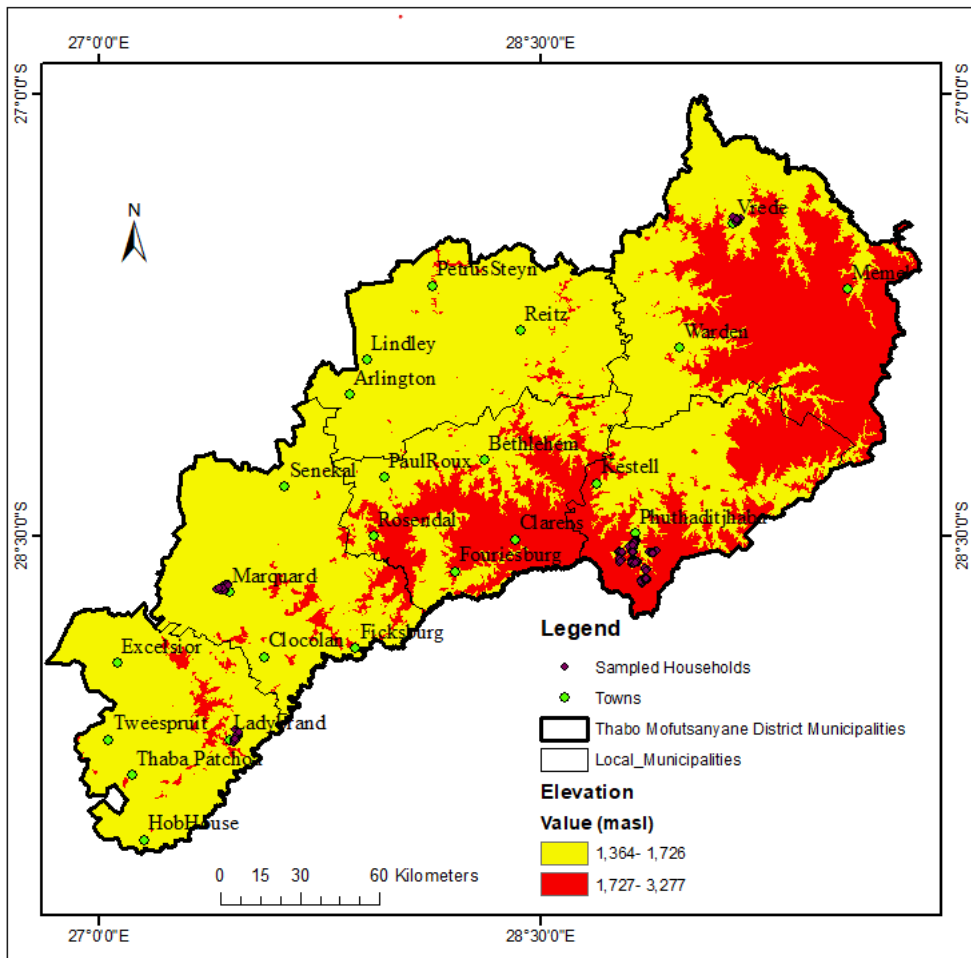 27°0'0"E 28°30'0"E
27°0'0"S 27°0'0"S
N
Vrede
Memel
PetrusSteyn
Reitz
Warden
Lindley
Arlington
Bethlehem
PaulRoux
Senekal
Kestell
Rosendal
Clarens
Phuthaditjhaba
28°30'0"S 28°30'0"S
Fouriesburg
Marquard
Clocolan
Ficksburg
Excelsior
Tweespruit
LadyBrand
Thaba Patchoa
HobHouse
Legend
Sampled Households
Towns
Thabo Mofutsanyane District Municipalities
Local_Municipalities
Elevation
Value (masl)
1,364- 1,726
1,727- 3,277
0 15 30 60 Kilometers
27°0'0"E 28°30'0"E